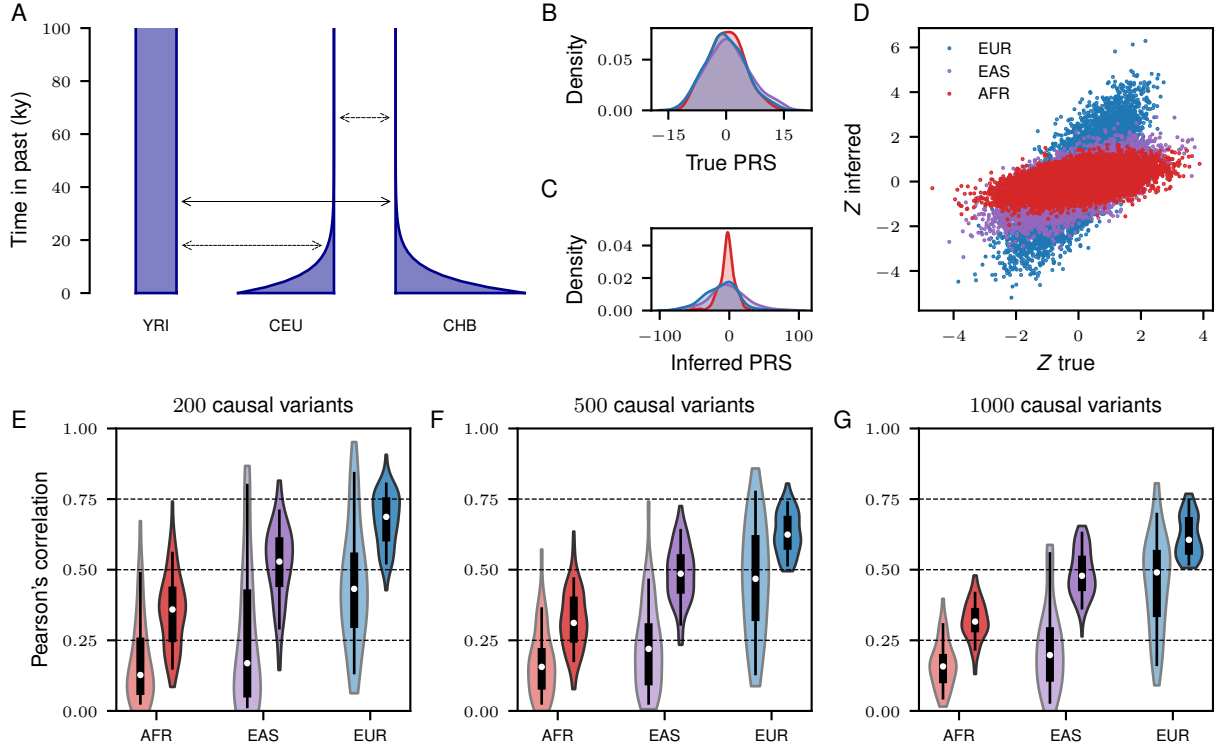 A
100
80
60
40
20
0
Time in past (ky)
YRI
CEU
CHB
B
0.05
0.00
Density
−15
0
15
True PRS
C
0.04
0.02
0.00
Density
−100
0
100
Inferred PRS
D
6
4
2
0
−2
−4
Z inferred
EUR
EAS
AFR
−4
−2
0
2
4
Z true
E
200 causal variants
1.00
0.75
0.50
0.25
0.00
Pearson's correlation
AFR
EAS
EUR
F
500 causal variants
1.00
0.75
0.50
0.25
0.00
AFR
EAS
EUR
G
1000 causal variants
1.00
0.75
0.50
0.25
0.00
AFR
EAS
EUR